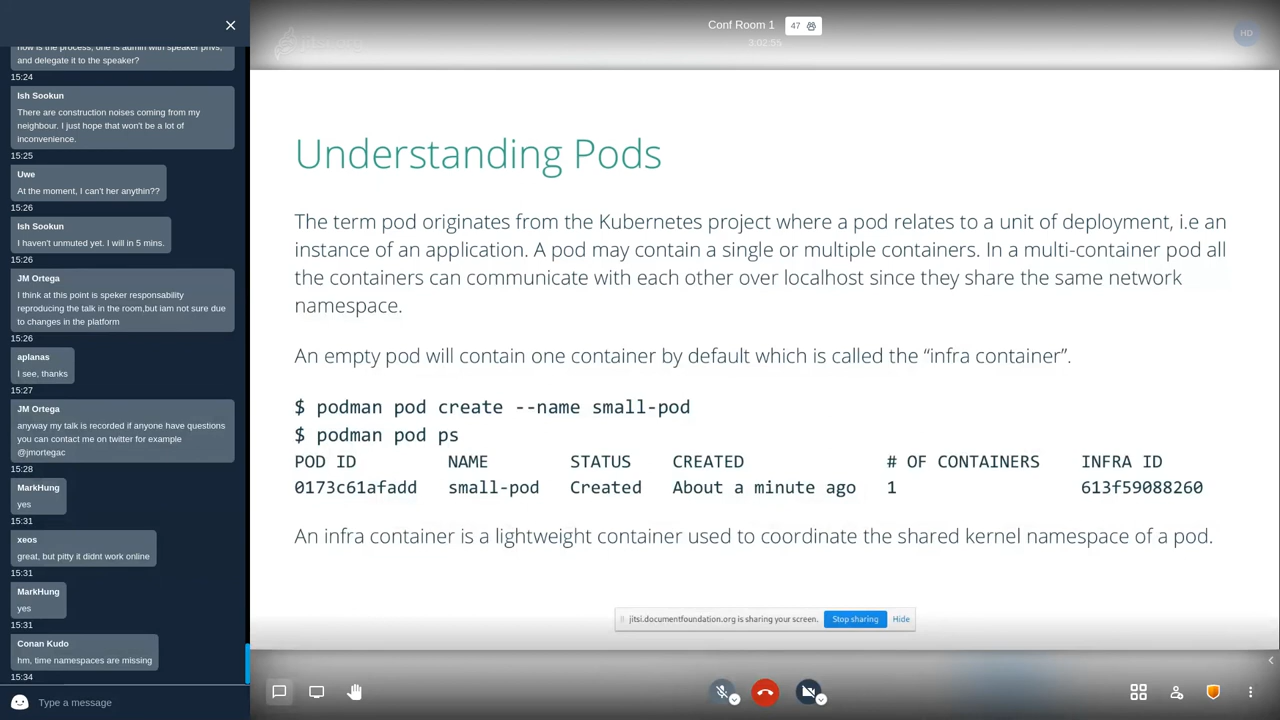 now is the process, one is admin with speaker privs,
and delegate it to the speaker?
15:24
Ish Sookun
There are construction noises coming from my
neighbour. I just hope that won't be a lot of
inconvenience.
15:25
Uwe
At the moment, I can't her anythin??
15:26
Ish Sookun
I haven't unmuted yet. I will in 5 mins.
15:26
JM Ortega
I think at this point is speker responsability
reproducing the talk in the room,but iam not sure due
to changes in the platform
15:26
aplanas
I see, thanks
15:27
JM Ortega
anyway my talk is recorded if anyone have questions
you can contact me on twitter for example
@jmortegac
15:28
MarkHung
yes
15:31
xeos
great, but pitty it didnt work online
15:31
MarkHung
yes
15:31
Conan Kudo
hm, time namespaces are missing
15:34
Type a message
jitsi.org
Conf Room 1 47
3:02:55
HD
Understanding Pods
The term pod originates from the Kubernetes project where a pod relates to a unit of deployment, i.e an
instance of an application. A pod may contain a single or multiple containers. In a multi-container pod all
the containers can communicate with each other over localhost since they share the same network
namespace.
An empty pod will contain one container by default which is called the “infra container”.
$ podman pod create --name small-pod
$ podman pod ps
POD ID NAME STATUS CREATED # OF CONTAINERS INFRA ID
0173c61afadd small-pod Created About a minute ago 1 613f59088260
An infra container is a lightweight container used to coordinate the shared kernel namespace of a pod.
jitsi.documentfoundation.org is sharing your screen. Stop sharing Hide